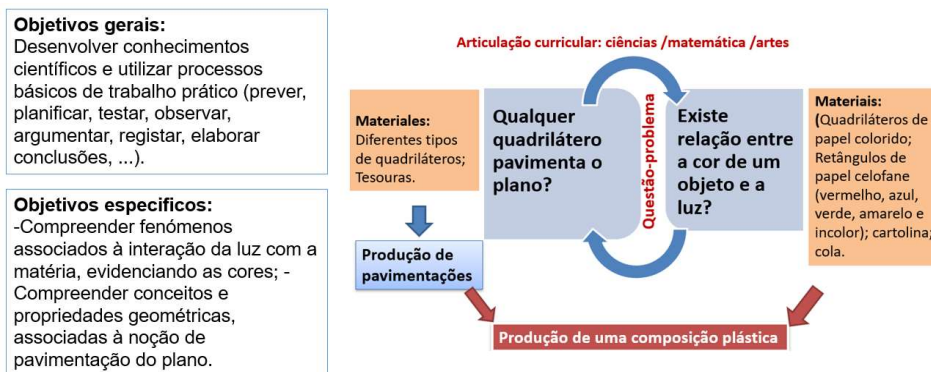 Objetivos gerais:
Desenvolver conhecimentos
científicos e utilizar processos
básicos de trabalho prático (prever,
planificar, testar, observar,
argumentar, registar, elaborar
conclusões, ...).
Objetivos especificos:
-Compreender fenómenos
associados à interação da luz com a
matéria, evidenciando as cores; -
Compreender conceitos e
propriedades geométricas,
associadas à noção de
pavimentação do plano.
Articulação curricular: ciências /matemática /artes
Materiales:
Diferentes tipos
de quadriláteros;
Tesouras.
Qualquer
quadrilátero
pavimenta o
plano?
Questão-problema
Existe
relação entre
a cor de um
objeto e a
luz?
Materiais:
(Quadriláteros de
papel colorido;
Retângulos de
papel celofane
(vermelho, azul,
verde, amarelo e
incolor); cartolina;
cola.
Produção de
pavimentações
Produção de uma composição plástica